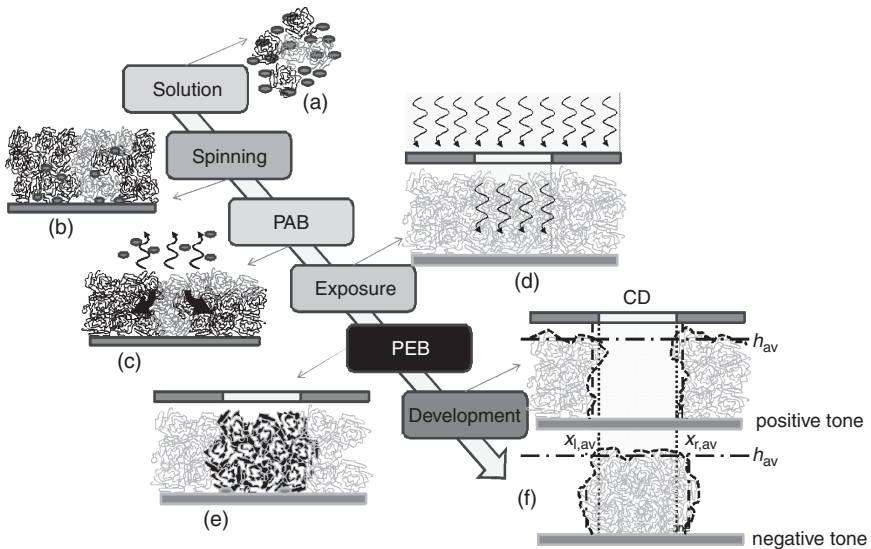 Solution
(a)
Spinning
(b)
PAB
(c)
(d)
Exposure
CD
PEB
h_av
(e)
Development
positive tone
x_l,av
x_r,av
h_av
(f)
negative tone